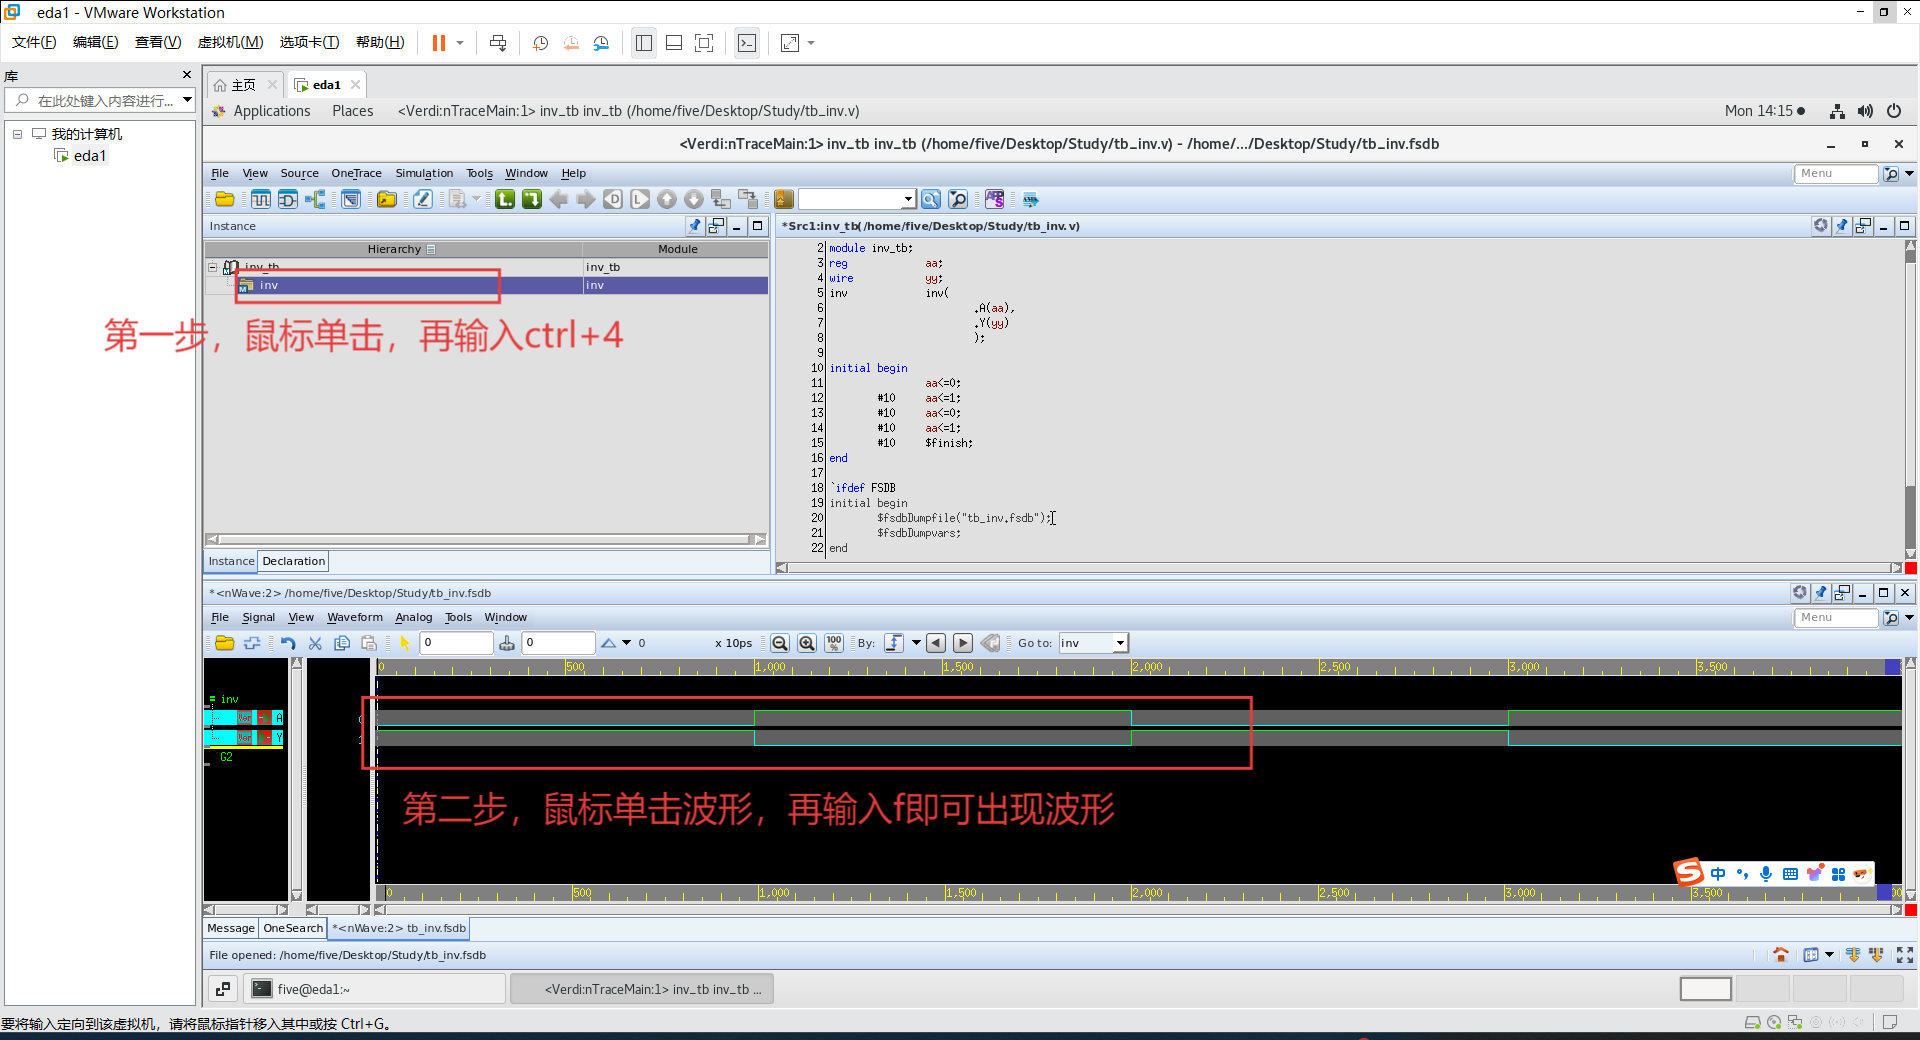 eda1 - VMware Workstation
文件(F) 编辑(E) 查看(V) 虚拟机(M) 选项卡(T) 帮助(H)
库
在此处键入内容进行...
我的计算机
eda1
主页 eda1
Applications Places <Verdi:nTraceMain:1> inv_tb inv_tb (/home/five/Desktop/Study/tb_inv.v) Mon 14:15
<Verdi:nTraceMain:1> inv_tb inv_tb (/home/five/Desktop/Study/tb_inv.v) - /home/.../Desktop/Study/tb_inv.fsdb
File View Source OneTrace Simulation Tools Window Help Menu
Instance
Hierarchy Module
inv_tb inv_tb
inv inv
第一步，鼠标单击，再输入ctrl+4
Instance Declaration
*Src1:inv_tb(/home/five/Desktop/Study/tb_inv.v)
2 module inv_tb;
3 reg aa;
4 wire yy;
5 inv inv(
6 .A(aa),
7 .Y(yy)
8 );
9
10 initial begin
11 aa<=0;
12 #10 aa<=1;
13 #10 aa<=0;
14 #10 aa<=1;
15 #10 $finish;
16 end
17
18 `ifdef FSDB
19 initial begin
20 $fsdbDumpfile("tb_inv.fsdb");
21 $fsdbDumpvars;
22 end
*<nWave:2> /home/five/Desktop/Study/tb_inv.fsdb
File Signal View Waveform Analog Tools Window Menu
0 0 0 x 10ps 100 % By: Go to: inv
0 500 1,000 1,500 2,000 2,500 3,000 3,500
inv
A 0
Y 1
G2
第二步，鼠标单击波形，再输入f即可出现波形
中
0 500 1,000 1,500 2,000 2,500 3,000 3,500
Message OneSearch *<nWave:2> tb_inv.fsdb
File opened: /home/five/Desktop/Study/tb_inv.fsdb
five@eda1:~ <Verdi:nTraceMain:1> inv_tb inv_tb ...
要将输入定向到该虚拟机，请将鼠标指针移入其中或按 Ctrl+G。